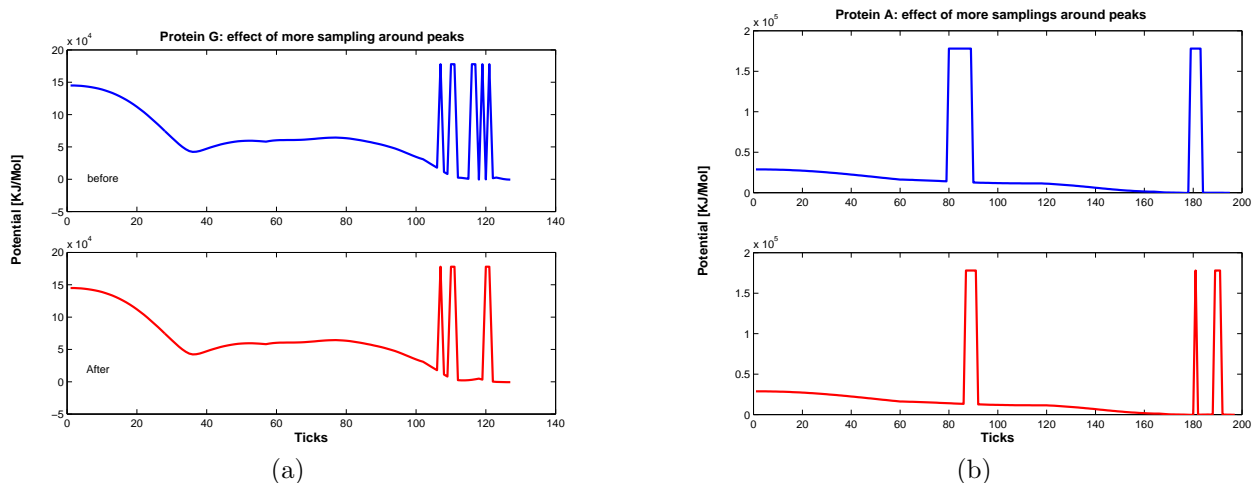 Protein G: effect of more sampling around peaks
x 10^4
20
15
10
5
0
−5
before
0 20 40 60 80 100 120 140
Potential [KJ/Mol]
x 10^4
20
15
10
5
0
−5
After
0 20 40 60 80 100 120 140
Ticks
(a)
Protein A: effect of more samplings around peaks
x 10^5
2
1.5
1
0.5
0
0 20 40 60 80 100 120 140 160 180 200
Potential [KJ/Mol]
x 10^5
2
1.5
1
0.5
0
0 20 40 60 80 100 120 140 160 180 200
Ticks
(b)